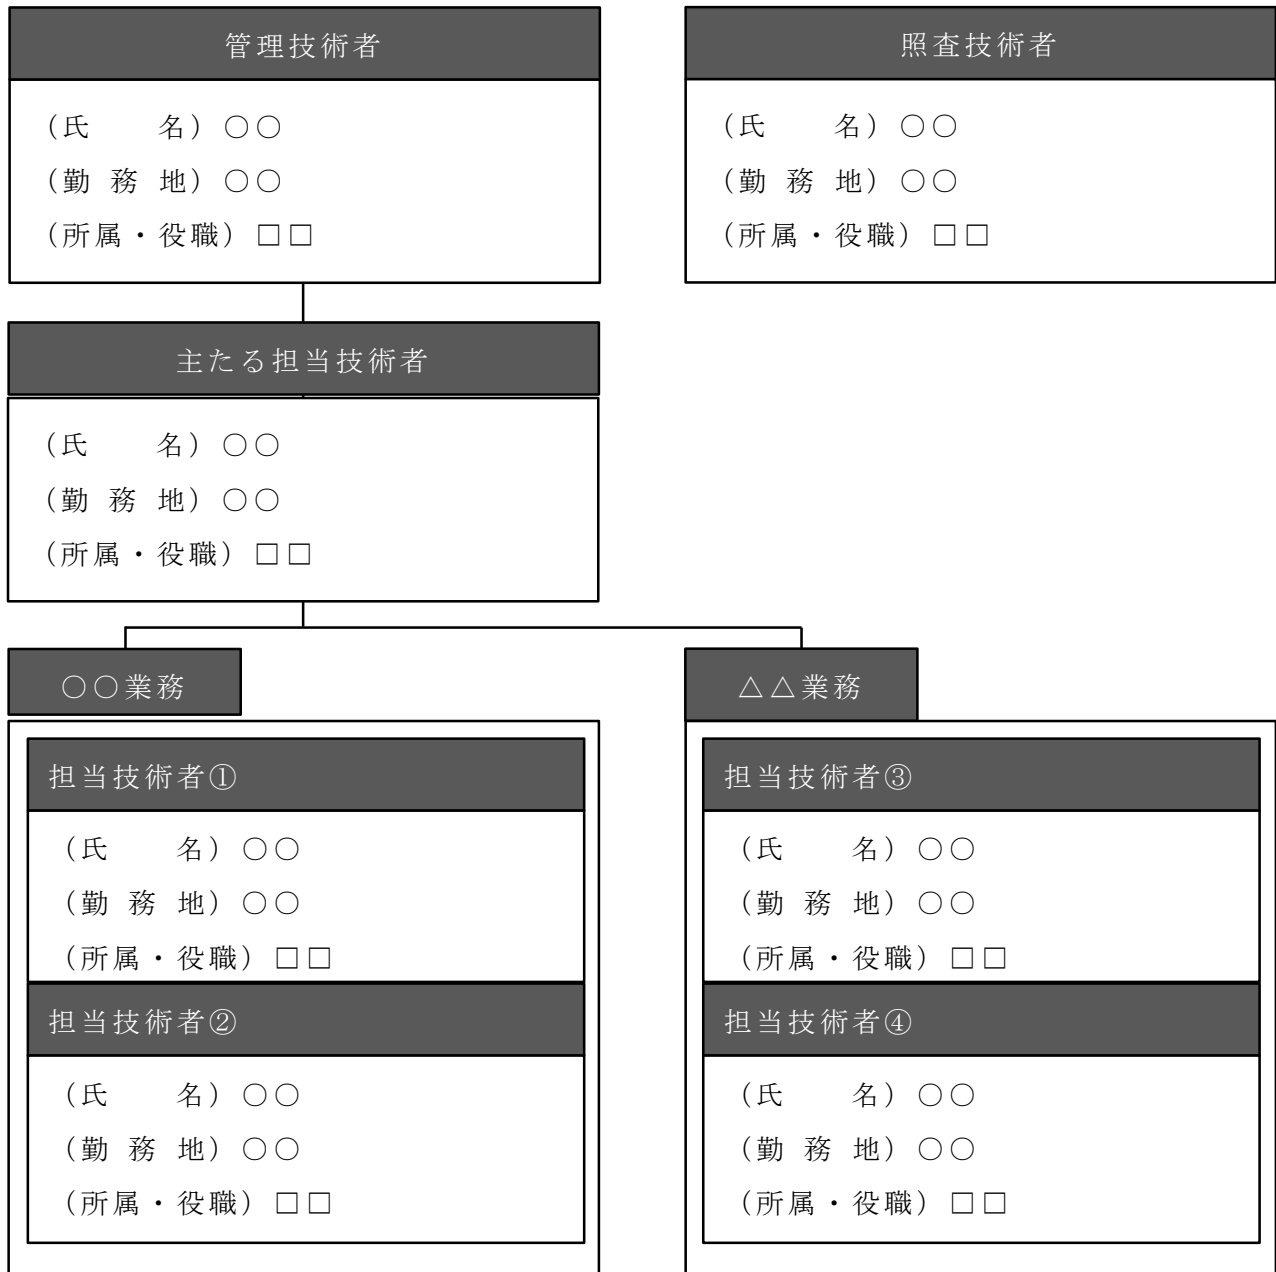 管理技術者
(氏　　名)○○
(勤 務 地)○○
(所属・役職)□□
照査技術者
(氏　　名)○○
(勤 務 地)○○
(所属・役職)□□
主たる担当技術者
(氏　　名)○○
(勤 務 地)○○
(所属・役職)□□
○○業務
担当技術者①
(氏　　名)○○
(勤 務 地)○○
(所属・役職)□□
担当技術者②
(氏　　名)○○
(勤 務 地)○○
(所属・役職)□□
△△業務
担当技術者③
(氏　　名)○○
(勤 務 地)○○
(所属・役職)□□
担当技術者④
(氏　　名)○○
(勤 務 地)○○
(所属・役職)□□